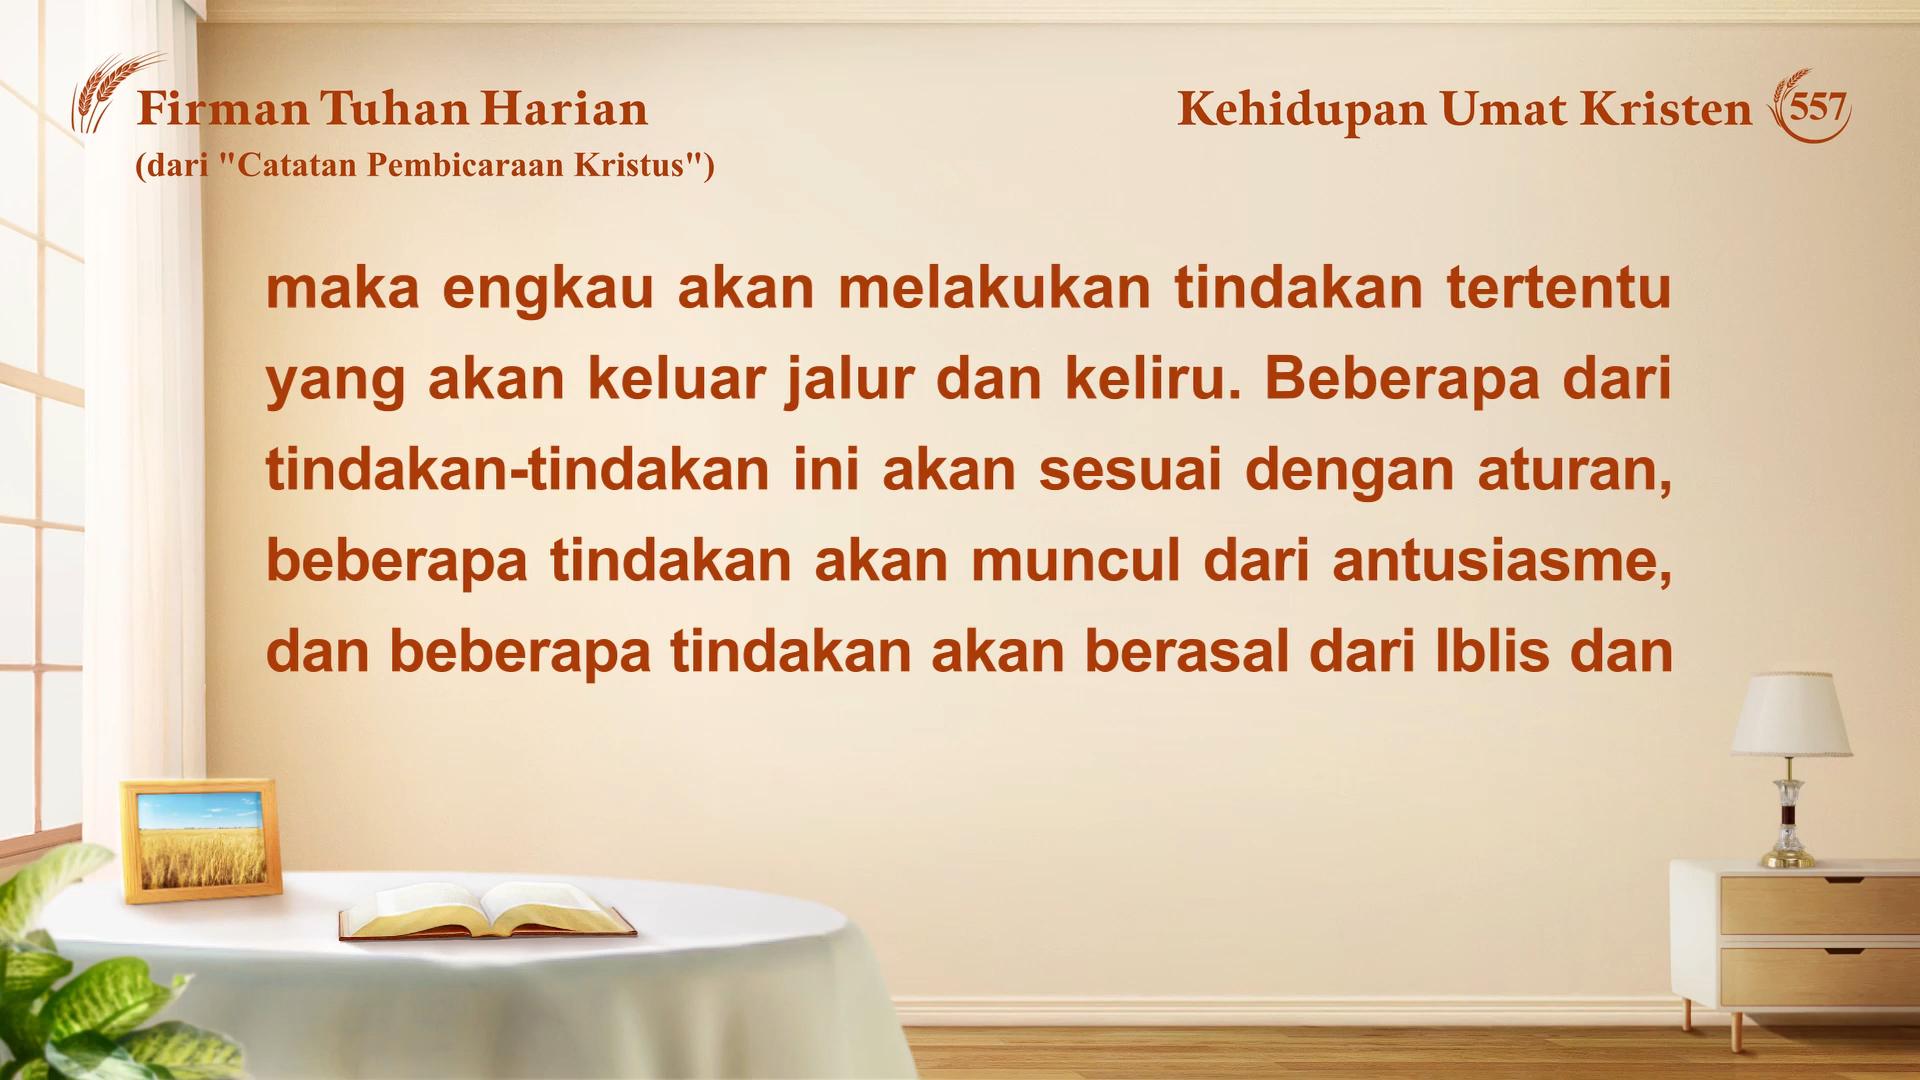 Firman Tuhan Harian
(dari "Catatan Pembicaraan Kristus")
Kehidupan Umat Kristen 557
maka engkau akan melakukan tindakan tertentu
yang akan keluar jalur dan keliru. Beberapa dari
tindakan-tindakan ini akan sesuai dengan aturan,
beberapa tindakan akan muncul dari antusiasme,
dan beberapa tindakan akan berasal dari Iblis dan